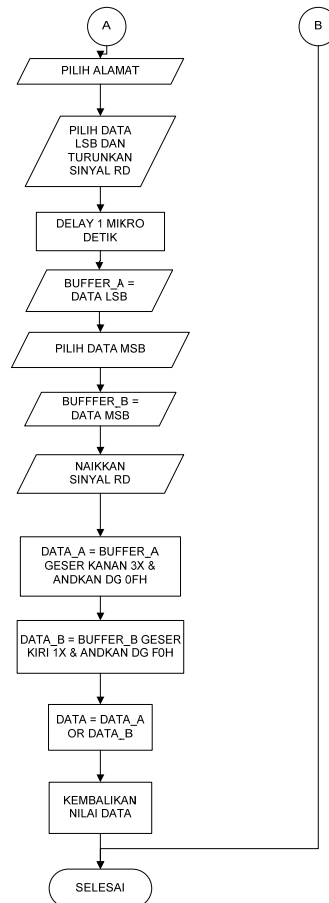 A
B
PILIH ALAMAT
PILIH DATA
LSB DAN
TURUNKAN
SINYAL RD
DELAY 1 MIKRO
DETIK
BUFFER_A =
DATA LSB
PILIH DATA MSB
BUFFFER_B =
DATA MSB
NAIKKAN
SINYAL RD
DATA_A = BUFFER_A
GESER KANAN 3X &
ANDKAN DG 0FH
DATA_B = BUFFER_B GESER
KIRI 1X & ANDKAN DG F0H
DATA = DATA_A
OR DATA_B
KEMBALIKAN
NILAI DATA
SELESAI